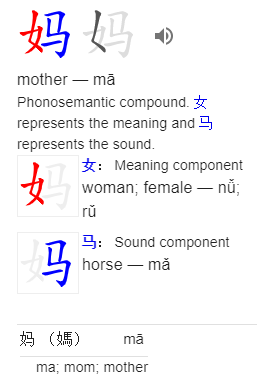 妈
mother — mā
Phonosemantic compound. 女
represents the meaning and 马
represents the sound.
妈 女： Meaning component
woman; female — nǚ;
rǔ
妈 马： Sound component
horse — mǎ
妈 （媽） mā
ma; mom; mother